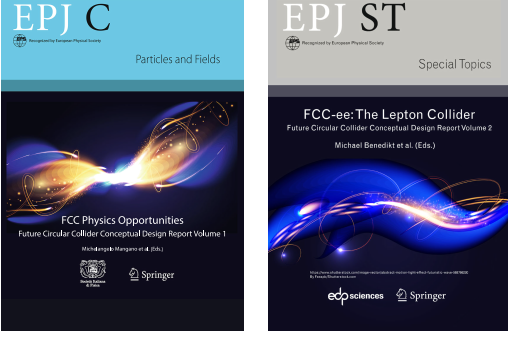 EPJ C
EPS Recognized by European Physical Society
Particles and Fields
FCC Physics Opportunities
Future Circular Collider Conceptual Design Report Volume 1
Michelangelo Mangano et al. (Eds.)
Società Italiana
di Fisica
Springer
EPJ ST
EPS Recognized by European Physical Society
Special Topics
FCC-ee: The Lepton Collider
Future Circular Collider Conceptual Design Report Volume 2
Michael Benedikt et al. (Eds.)
By
edp sciences
Springer